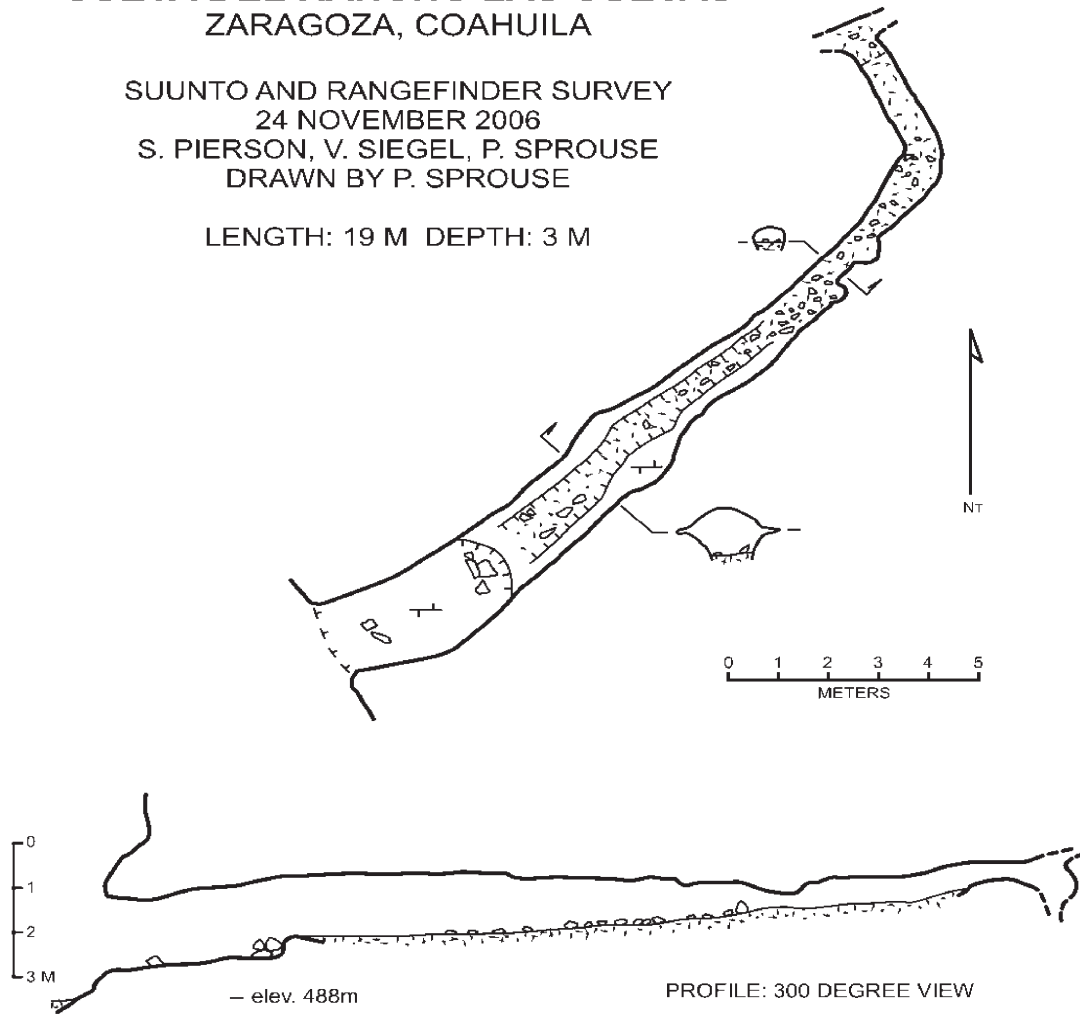 ZARAGOZA, COAHUILA
SUUNTO AND RANGEFINDER SURVEY
24 NOVEMBER 2006
S. PIERSON, V. SIEGEL, P. SPROUSE
DRAWN BY P. SPROUSE
LENGTH: 19 M DEPTH: 3 M
NT
0 1 2 3 4 5
METERS
0
1
2
3 M
– elev. 488m
PROFILE: 300 DEGREE VIEW